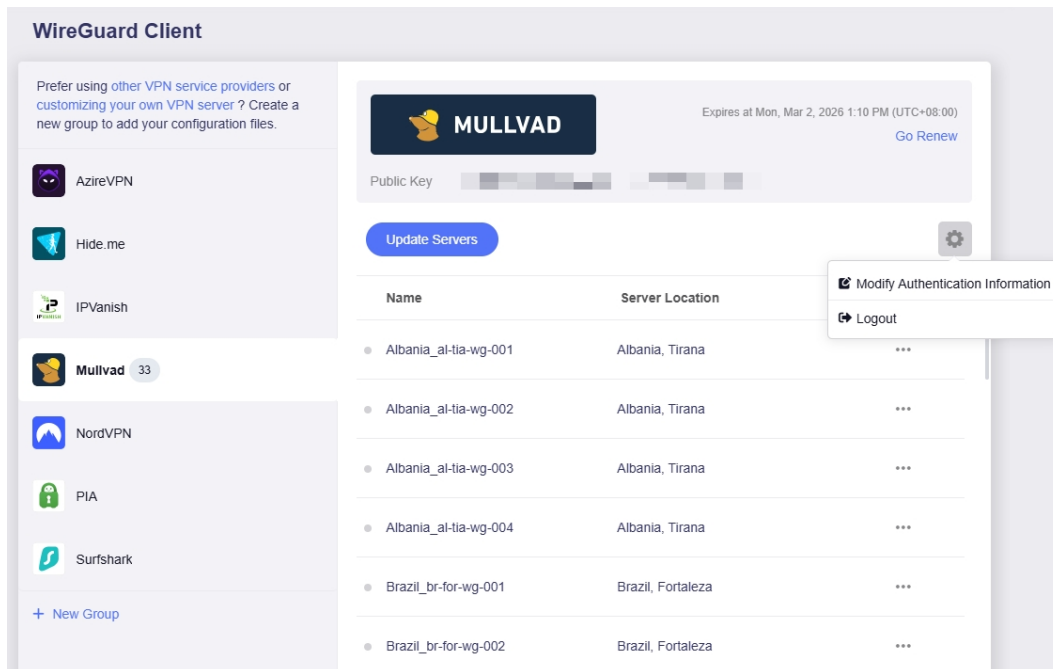 WireGuard Client
Prefer using other VPN service providers or
customizing your own VPN server ? Create a
new group to add your configuration files.
AzireVPN
Hide.me
IPVANISH
IPVanish
Mullvad 33
NordVPN
PIA
Surfshark
+ New Group
MULLVAD
Expires at Mon, Mar 2, 2026 1:10 PM (UTC+08:00)
Go Renew
Public Key
Update Servers
Modify Authentication Information
Logout
Name Server Location
Albania_al-tia-wg-001 Albania, Tirana
Albania_al-tia-wg-002 Albania, Tirana
Albania_al-tia-wg-003 Albania, Tirana
Albania_al-tia-wg-004 Albania, Tirana
Brazil_br-for-wg-001 Brazil, Fortaleza
Brazil_br-for-wg-002 Brazil, Fortaleza